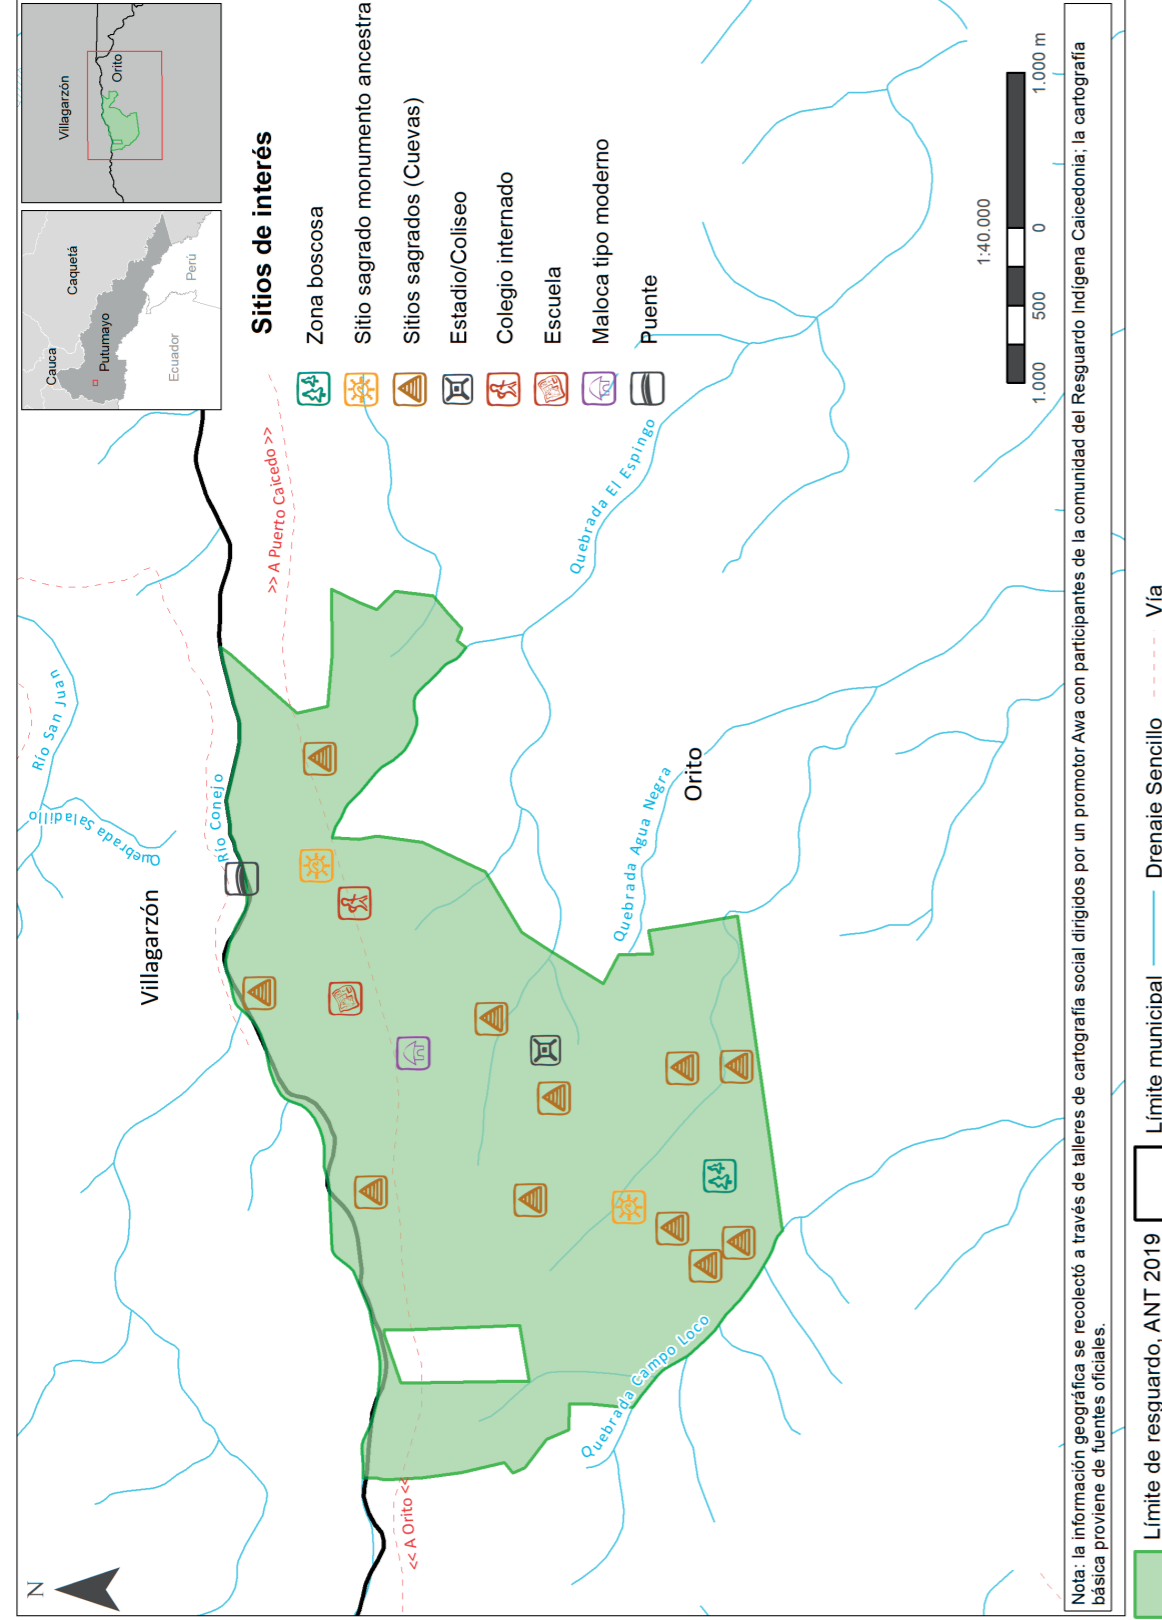 N
Villagarzón
Orito
Cauca
Caquetá
Putumayo
Ecuador
Perú
Río San Juan
Quebrada Saladillo
Río Conejo
Villagarzón
>> A Puerto Caicedo >>
<< A Orito <<
Quebrada El Espingo
Quebrada Agua Negra
Orito
Quebrada Campo Loco
Sitios de interés
Zona boscosa
Sitio sagrado monumento ancestra
Sitios sagrados (Cuevas)
Estadio/Coliseo
Colegio internado
Escuela
Maloca tipo moderno
Puente
1:40.000
1.000 500 0 1.000 m
Nota: la información geográfica se recolectó a través de talleres de cartografía social dirigidos por un promotor Awa con participantes de la comunidad del Resguardo Indígena Caicedonia; la cartografía
básica proviene de fuentes oficiales.
Límite de resguardo, ANT 2019 Límite municipal Drenaje Sencillo Vía